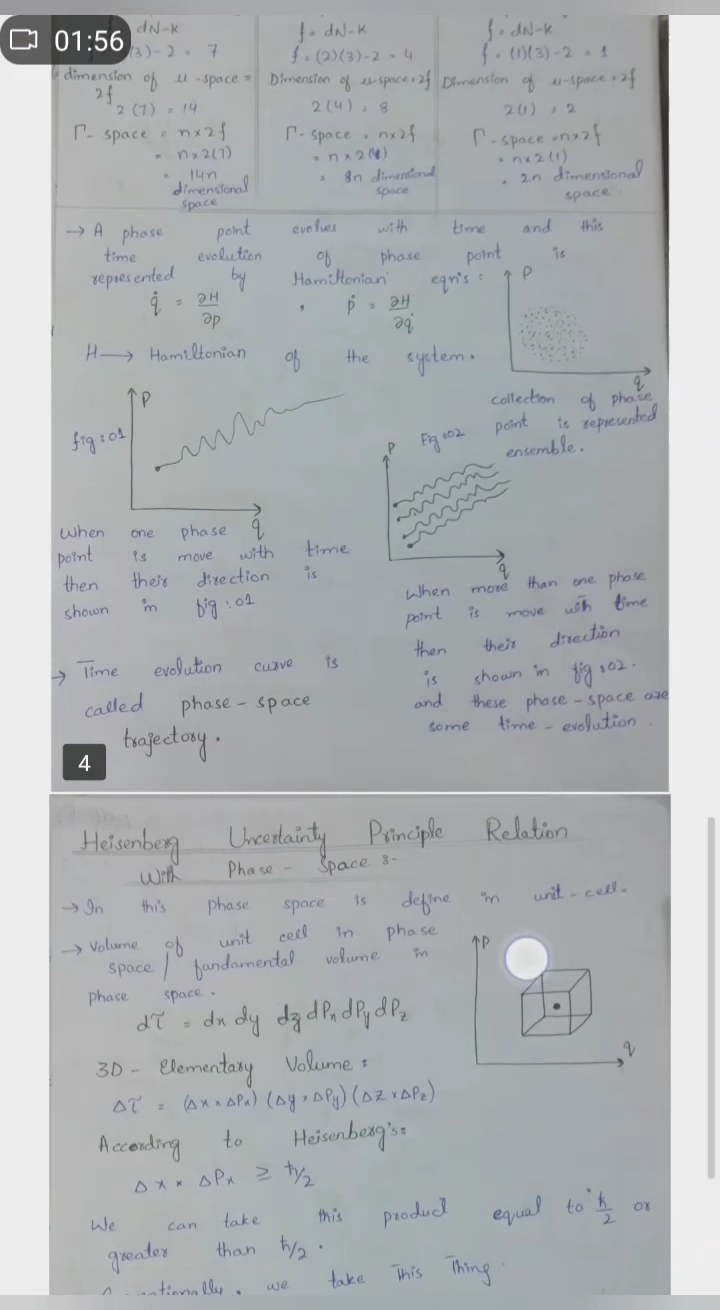 01:56
dN-K
(3)-2 = 7
dimension of μ-space =
2f
2(7) = 14
Γ- space = n×2f
= n×2(7)
= 14n
dimensional
space
f = dN-K
f = (2)(3)-2 = 4
Dimension of μ-space=2f
2(4) = 8
Γ- space = n×2f
= n×2(4)
= 8n dimensional
space
f = dN-K
f = (1)(3)-2 = 1
Dimension of μ-space=2f
2(1) = 2
Γ-space =n×2f
= n×2(1)
= 2n dimensional
space.
→ A phase point evolves with time and this
time evolution of phase point is
represented by Hamiltonian eqn's :
q̇ = ∂H/∂p , ṗ = ∂H/∂q
P
q
H → Hamiltonian of the system.
collection of phase
point is represented
ensemble.
fig:01
P
q
Fig:02
P
q
When one phase
point is move with time
then their direction is
shown in fig:01
→ Time evolution curve is
called phase-space
trajectory.
When more than one phase
point is move with time
then their direction
is shown in fig:02.
and these phase-space are
some time-evolution.
4
Heisenberg Uncertainty Principle Relation
With Phase- Space :-
→ In this phase space is define in unit-cell.
→ Volume of unit cell in phase
space / fundamental volume in
phase space.
dτ = dx dy dz dPx dPy dPz
P
q
3D- Elementary Volume :
Δτ = (Δx×ΔPx) (Δy×ΔPy) (Δz×ΔPz)
According to Heisenberg's:
Δx × ΔPx ≥ ħ/2
We can take this product equal to ħ/2 or
greater than ħ/2.
we take This Thing.